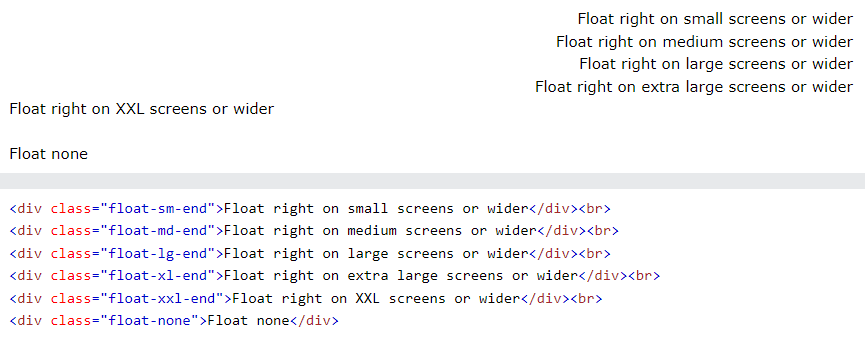 Float right on small screens or wider
Float right on medium screens or wider
Float right on large screens or wider
Float right on extra large screens or wider
Float right on XXL screens or wider
Float none
<div class="float-sm-end">Float right on small screens or wider</div><br>
<div class="float-md-end">Float right on medium screens or wider</div><br>
<div class="float-lg-end">Float right on large screens or wider</div><br>
<div class="float-xl-end">Float right on extra large screens or wider</div><br>
<div class="float-xxl-end">Float right on XXL screens or wider</div><br>
<div class="float-none">Float none</div>